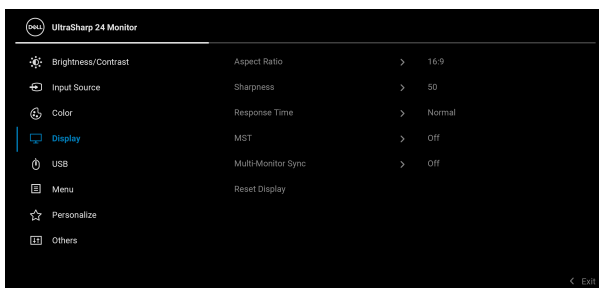 DELL UltraSharp 24 Monitor
Brightness/Contrast Aspect Ratio > 16:9
Input Source Sharpness > 50
Color Response Time > Normal
Display MST > Off
USB Multi-Monitor Sync > Off
Menu Reset Display
Personalize
Others
< Exit